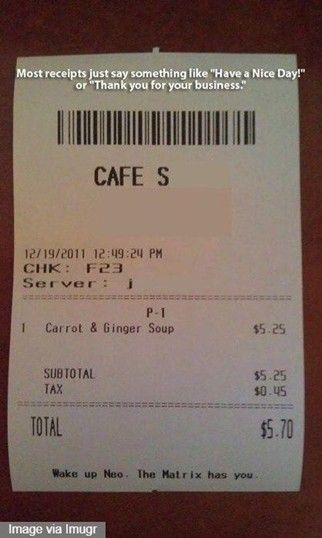 Most receipts just say something like "Have a Nice Day!"
or "Thank you for your business."
CAFE S
12/19/2011 12:49:24 PM
CHK: F23
Server: j
P-1
1 Carrot & Ginger Soup $5.25
SUBTOTAL $5.25
TAX $0.45
TOTAL $5.70
Wake up Neo. The Matrix has you.
Image via Imugr